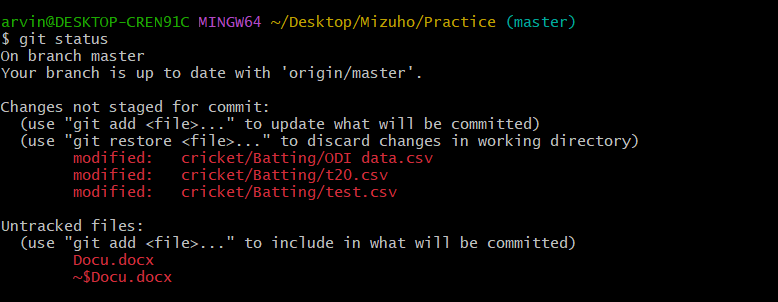 arvin@DESKTOP-CREN91C MINGW64 ~/Desktop/Mizuho/Practice (master)
$ git status
On branch master
Your branch is up to date with 'origin/master'.

Changes not staged for commit:
  (use "git add <file>..." to update what will be committed)
  (use "git restore <file>..." to discard changes in working directory)
        modified:   cricket/Batting/ODI data.csv
        modified:   cricket/Batting/t20.csv
        modified:   cricket/Batting/test.csv

Untracked files:
  (use "git add <file>..." to include in what will be committed)
        Docu.docx
        ~$Docu.docx